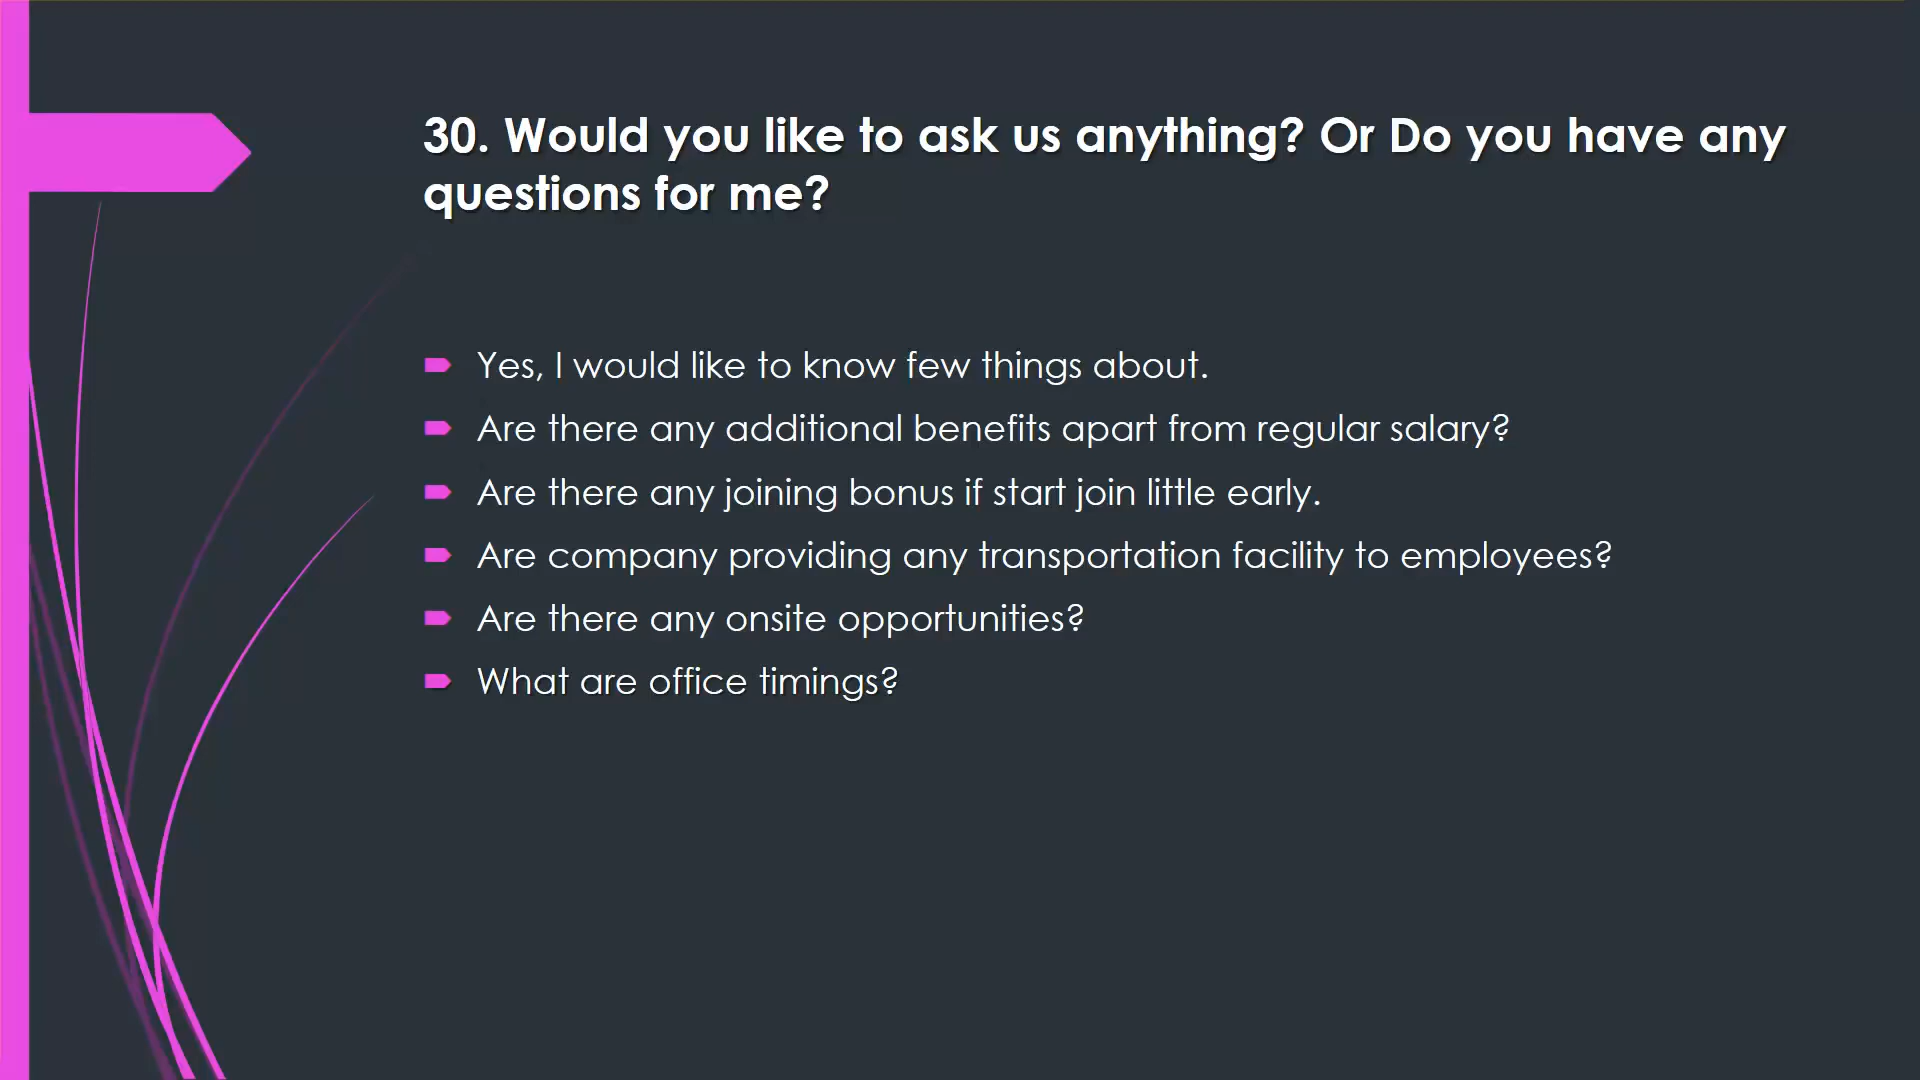 30. Would you like to ask us anything? Or Do you have any
questions for me?
Yes, I would like to know few things about.
Are there any additional benefits apart from regular salary?
Are there any joining bonus if start join little early.
Are company providing any transportation facility to employees?
Are there any onsite opportunities?
What are office timings?